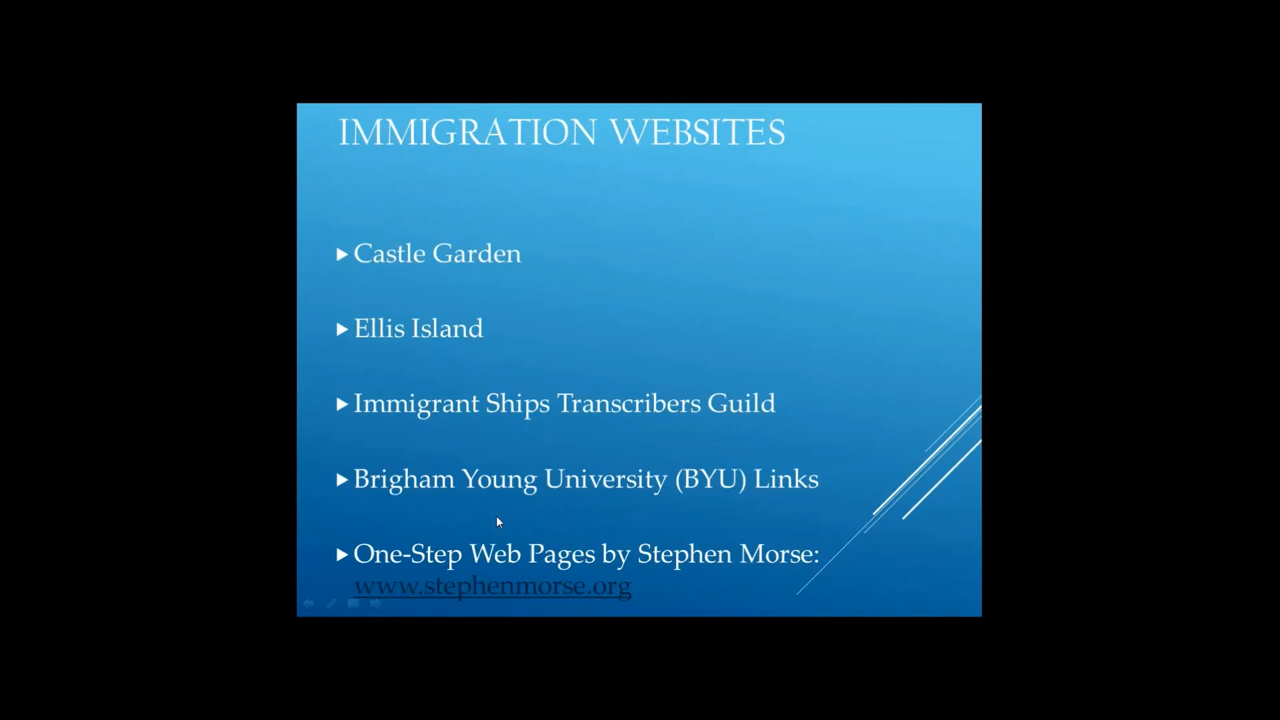 IMMIGRATION WEBSITES
Castle Garden
Ellis Island
Immigrant Ships Transcribers Guild
Brigham Young University (BYU) Links
One-Step Web Pages by Stephen Morse:
www.stephenmorse.org